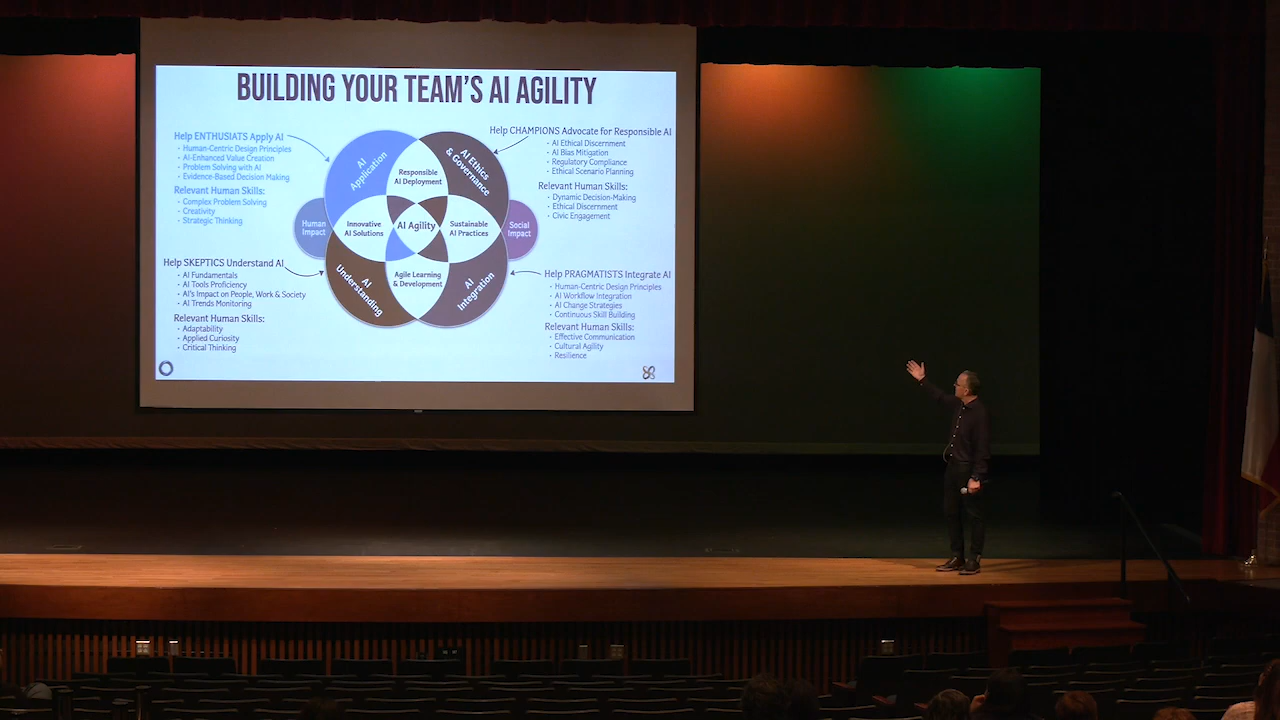 BUILDING YOUR TEAM'S AI AGILITY
Help ENTHUSIATS Apply AI
· Human-Centric Design Principles
· AI-Enhanced Value Creation
· Problem Solving with AI
· Evidence-Based Decision Making
Relevant Human Skills:
· Complex Problem Solving
· Creativity
· Strategic Thinking
Help CHAMPIONS Advocate for Responsible AI
· AI Ethical Discernment
· AI Bias Mitigation
· Regulatory Compliance
· Ethical Scenario Planning
Relevant Human Skills:
· Dynamic Decision-Making
· Ethical Discernment
· Civic Engagement
AI
Application
AI Ethics
& Governance
Responsible
AI Deployment
Human
Impact
Innovative
AI Solutions
AI Agility
Sustainable
AI Practices
Social
Impact
AI
Understanding
Agile Learning
& Development
AI
Integration
Help SKEPTICS Understand AI
· AI Fundamentals
· AI Tools Proficiency
· AI's Impact on People, Work & Society
· AI Trends Monitoring
Relevant Human Skills:
· Adaptability
· Applied Curiosity
· Critical Thinking
Help PRAGMATISTS Integrate AI
· Human-Centric Design Principles
· AI Workflow Integration
· AI Change Strategies
· Continuous Skill Building
Relevant Human Skills:
· Effective Communication
· Cultural Agility
· Resilience